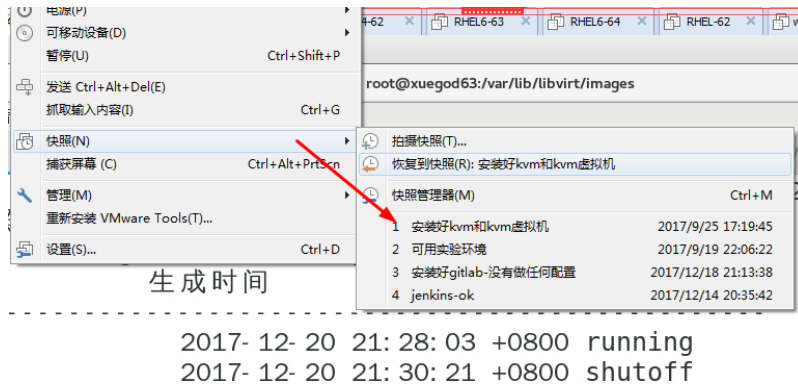 电源(P)
可移动设备(D)
暂停(U) Ctrl+Shift+P
发送 Ctrl+Alt+Del(E)
抓取输入内容(I) Ctrl+G
快照(N)
捕获屏幕 (C) Ctrl+Alt+PrtScn
管理(M)
重新安装 VMware Tools(T)...
设置(S)... Ctrl+D
4-62 RHEL6-63 RHEL6-64 RHEL-62
root@xuegod63:/var/lib/libvirt/images
拍摄快照(T)...
恢复到快照(R): 安装好kvm和kvm虚拟机
快照管理器(M) Ctrl+M
1 安装好kvm和kvm虚拟机 2017/9/25 17:19:45
2 可用实验环境 2017/9/19 22:06:22
3 安装好gitlab-没有做任何配置 2017/12/18 21:13:38
4 jenkins-ok 2017/12/14 20:35:42
生成时间
2017-12-20 21:28:03 +0800 running
2017-12-20 21:30:21 +0800 shutoff